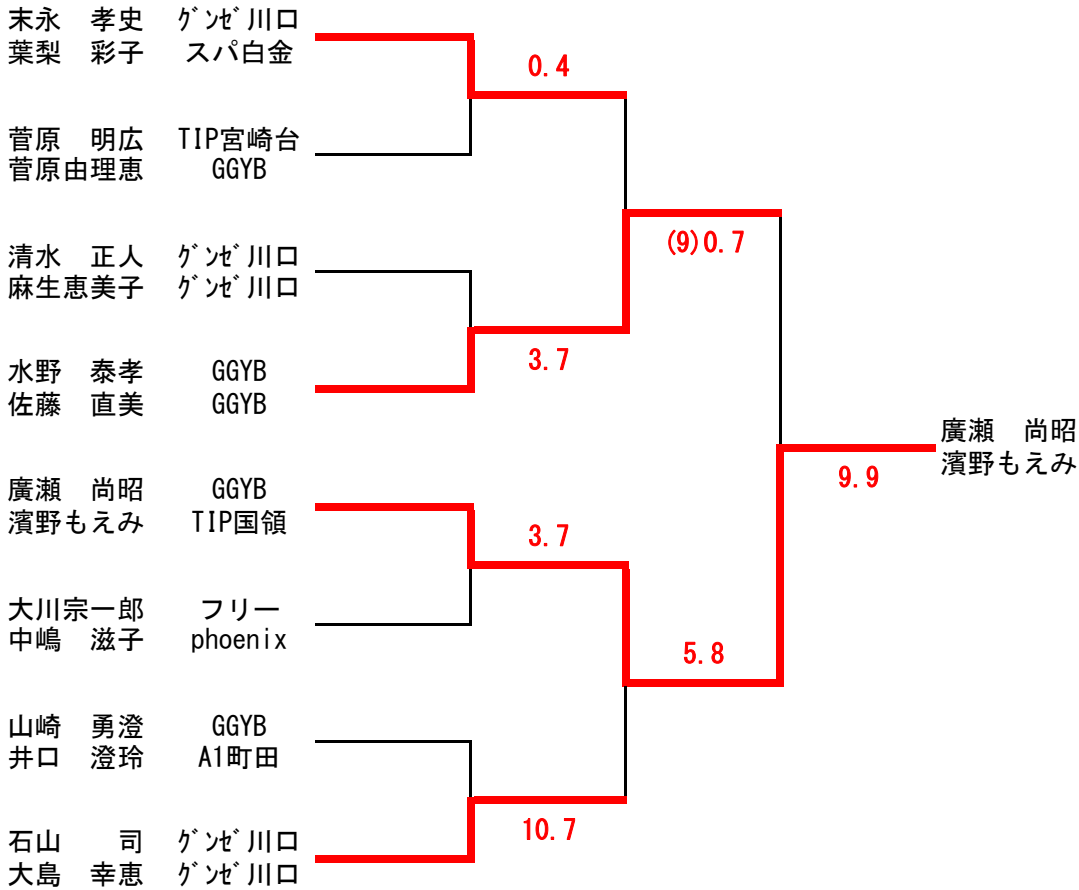 末永　孝史　ｸﾞﾝｾﾞ川口
葉梨　彩子　スパ白金
0.4
菅原　明広　TIP宮崎台
菅原由理恵　GGYB
(9)0.7
清水　正人　ｸﾞﾝｾﾞ川口
麻生恵美子　ｸﾞﾝｾﾞ川口
3.7
水野　泰孝　GGYB
佐藤　直美　GGYB
廣瀬　尚昭
濱野もえみ
9.9
廣瀬　尚昭　GGYB
濱野もえみ　TIP国領
3.7
大川宗一郎　フリー
中嶋　滋子　phoenix
5.8
山崎　勇澄　GGYB
井口　澄玲　A1町田
10.7
石山　　司　ｸﾞﾝｾﾞ川口
大島　幸恵　ｸﾞﾝｾﾞ川口